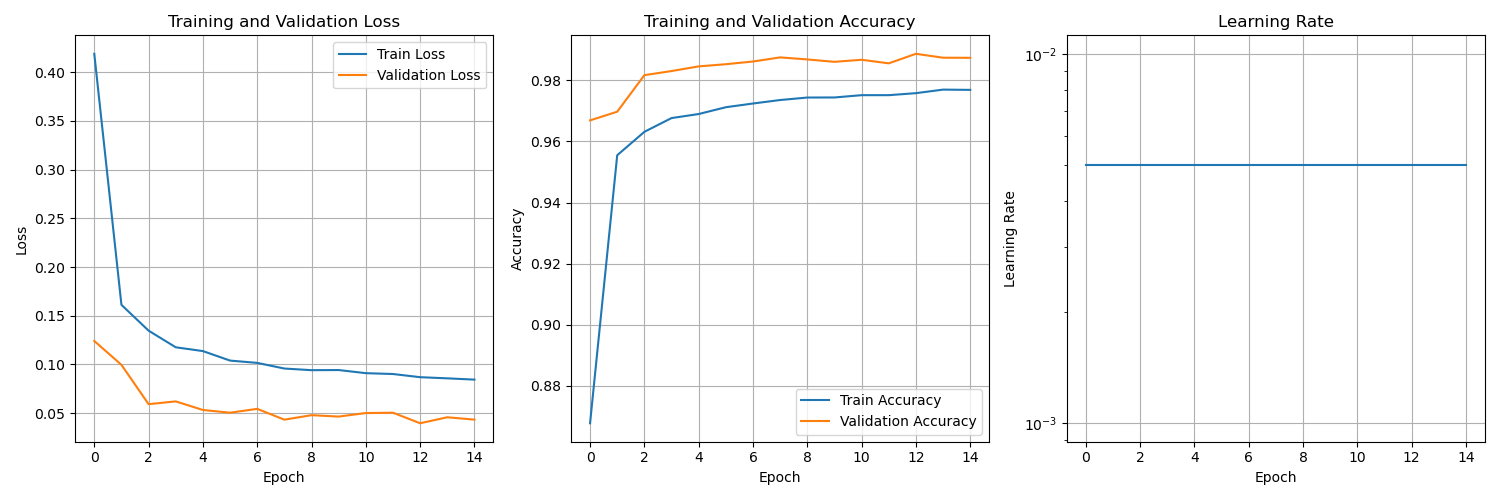 Training and Validation Loss
Train Loss
Validation Loss
0.40
0.35
0.30
0.25
0.20
0.15
0.10
0.05
Loss
0 2 4 6 8 10 12 14
Epoch
Training and Validation Accuracy
0.98
0.96
0.94
0.92
0.90
0.88
Accuracy
Train Accuracy
Validation Accuracy
0 2 4 6 8 10 12 14
Epoch
Learning Rate
10⁻²
10⁻³
Learning Rate
0 2 4 6 8 10 12 14
Epoch